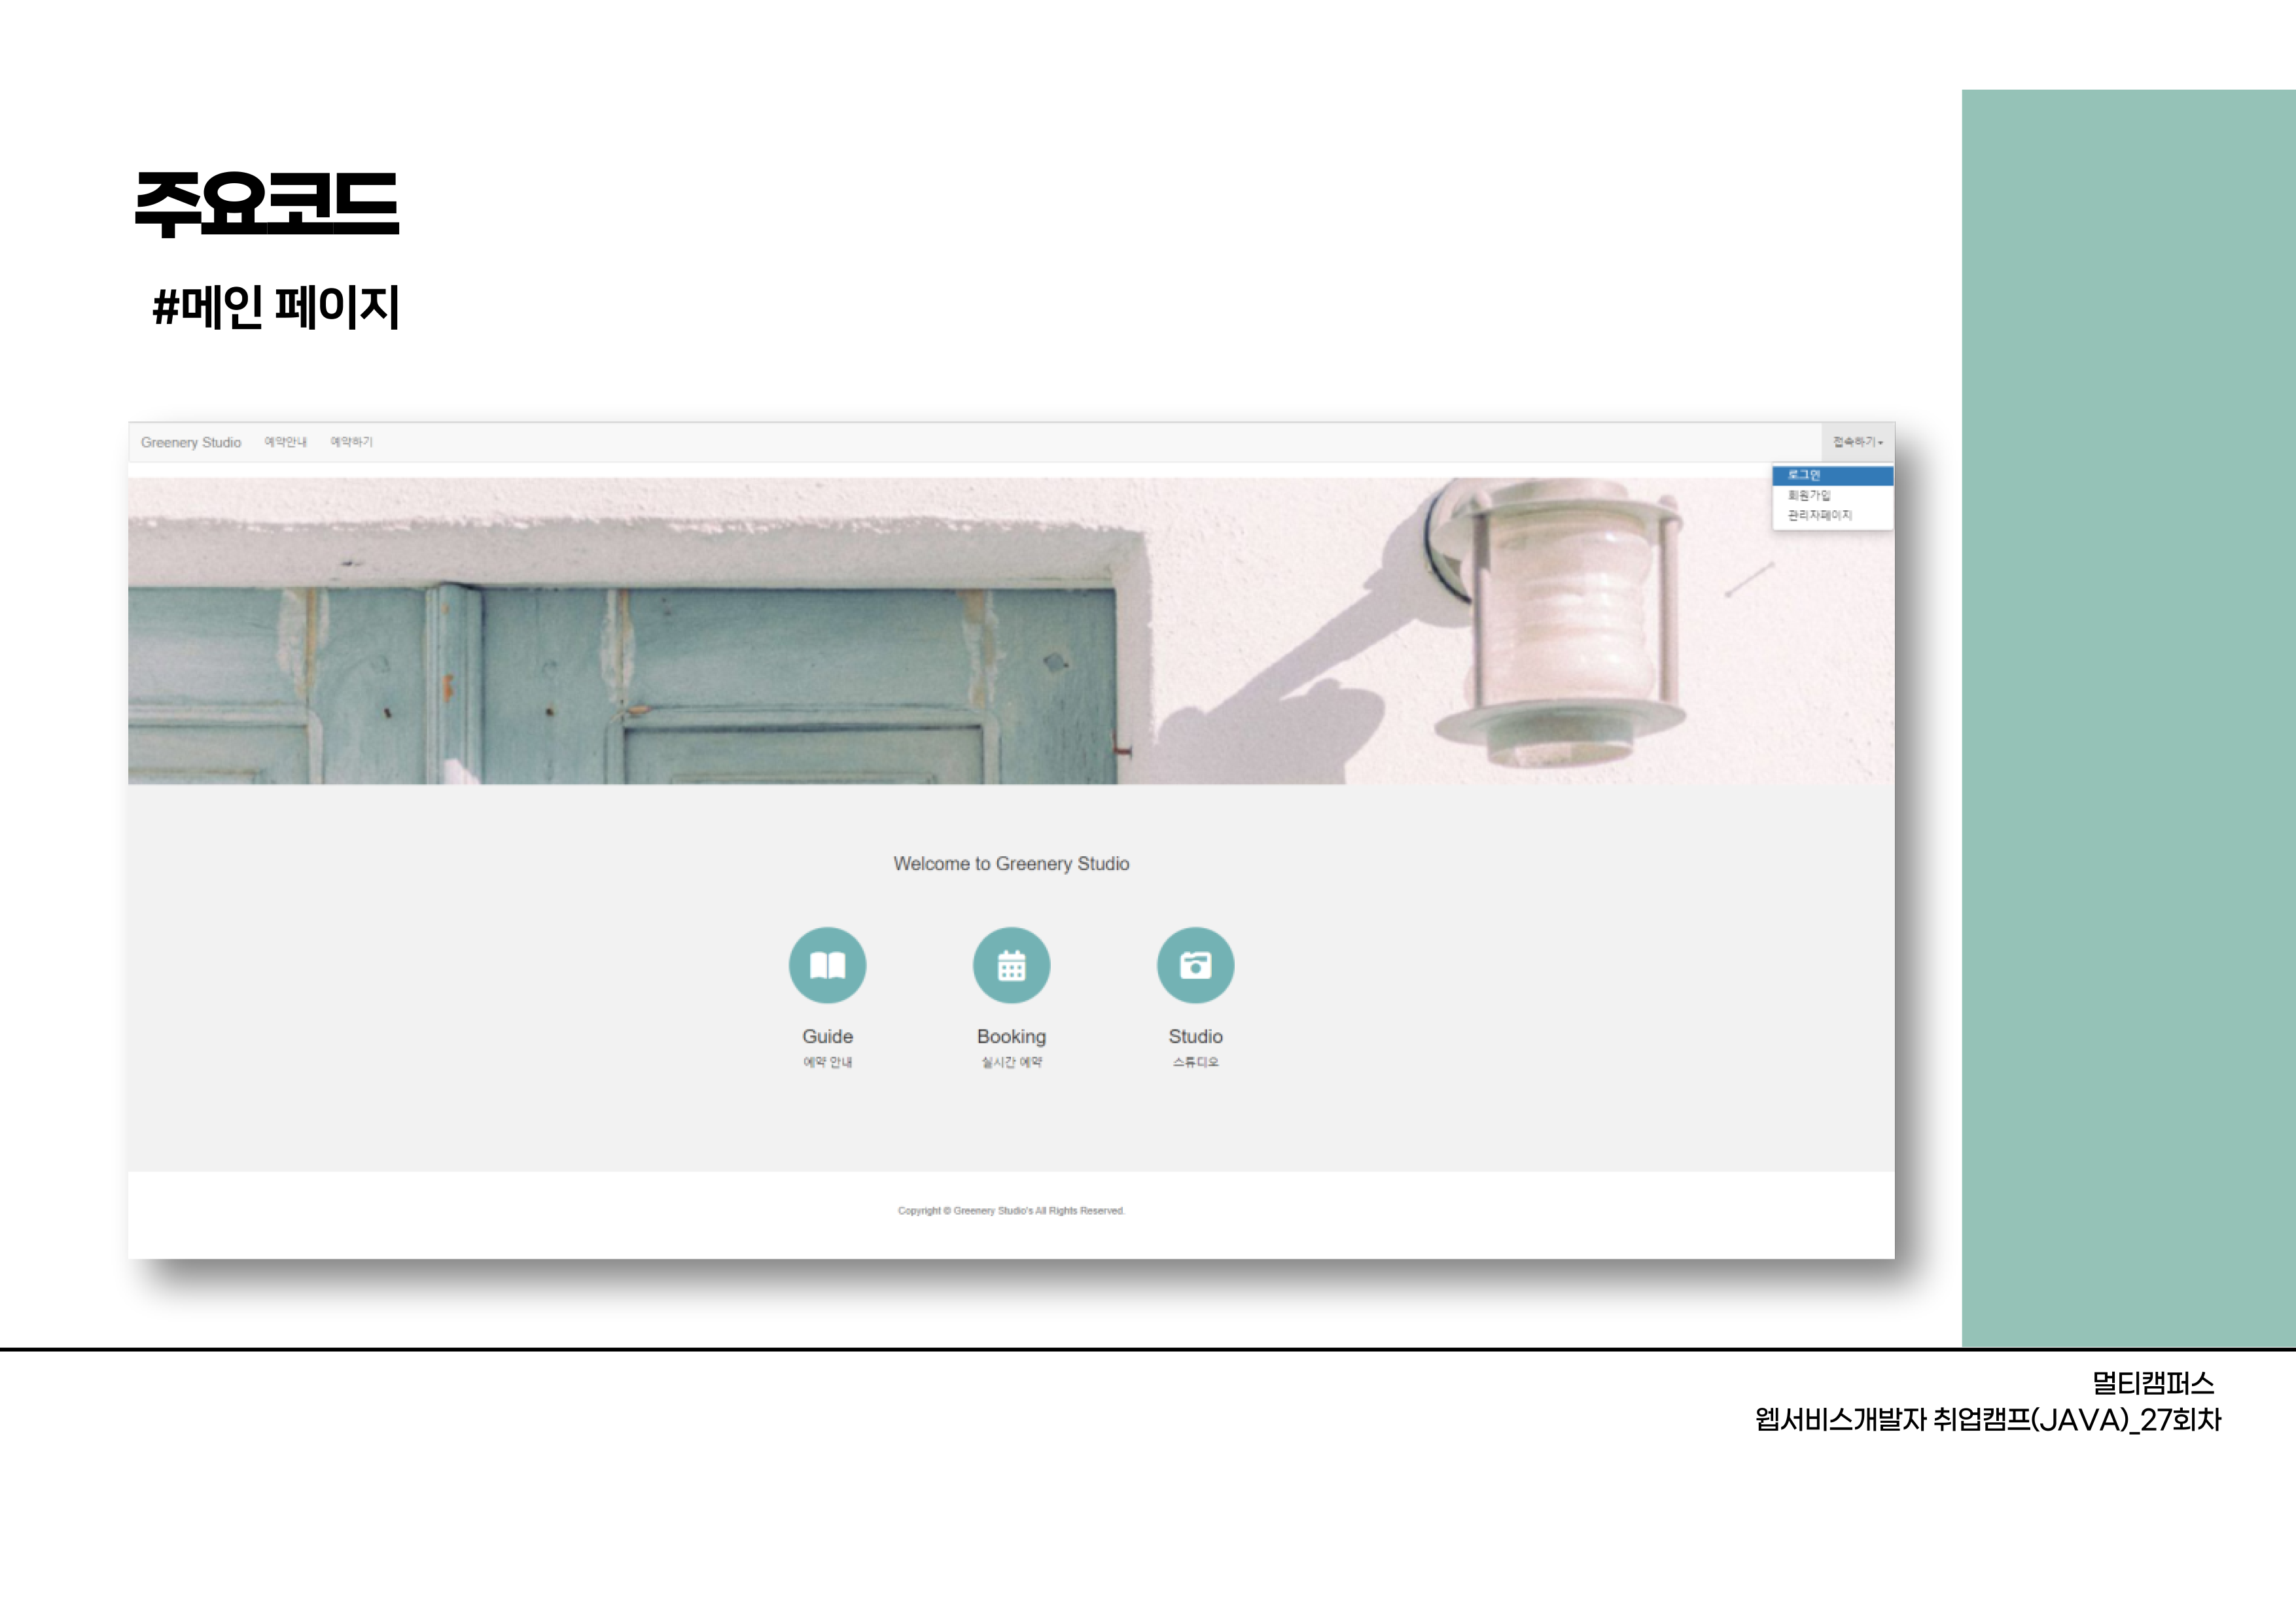 주요코드
#메인 페이지
Greenery Studio 예약안내 예약하기 접속하기
로그인
회원가입
관리자페이지
Welcome to Greenery Studio
Guide Booking Studio
예약 안내 실시간 예약 스튜디오
Copyright © Greenery Studio's All Rights Reserved.
멀티캠퍼스
웹서비스개발자 취업캠프(JAVA)_27회차